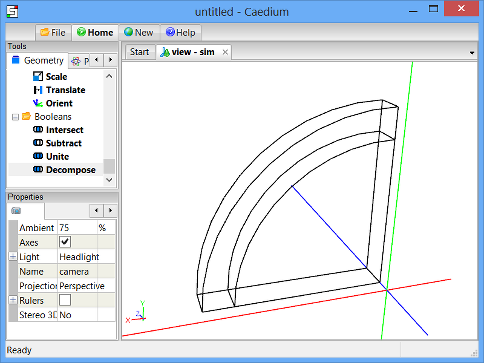 untitled - Caedium
File Home New Help
Tools
Geometry P
Scale
Translate
Orient
Booleans
Intersect
Subtract
Unite
Decompose
Start view - sim
Properties
Ambient 75 %
Axes
Light Headlight
Name camera
Projection Perspective
Rulers
Stereo 3D No
Y
Z
X
Ready